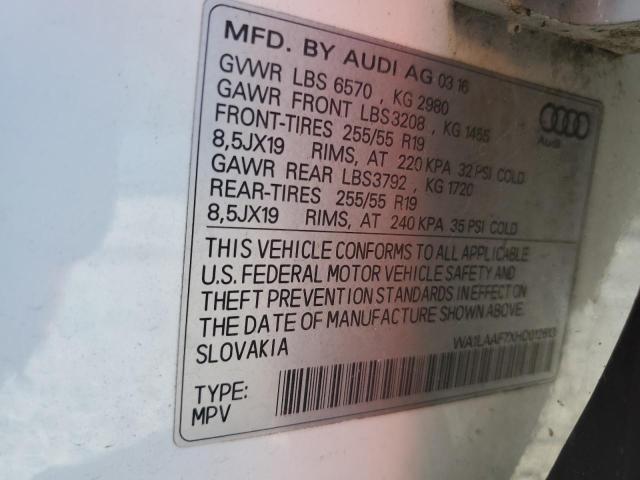 MFD. BY AUDI AG 03 16
GVWR LBS 6570 , KG 2980
GAWR FRONT LBS3208 , KG 1455
FRONT-TIRES 255/55 R19
8,5JX19 RIMS, AT 220 KPA 32 PSI COLD
GAWR REAR LBS3792 , KG 1720
REAR-TIRES 255/55 R19
8,5JX19 RIMS, AT 240 KPA 35 PSI COLD
Audi
THIS VEHICLE CONFORMS TO ALL APPLICABLE
U.S. FEDERAL MOTOR VEHICLE SAFETY AND
THEFT PREVENTION STANDARDS IN EFFECT ON
THE DATE OF MANUFACTURE SHOWN ABOVE.
SLOVAKIA
TYPE:
MPV